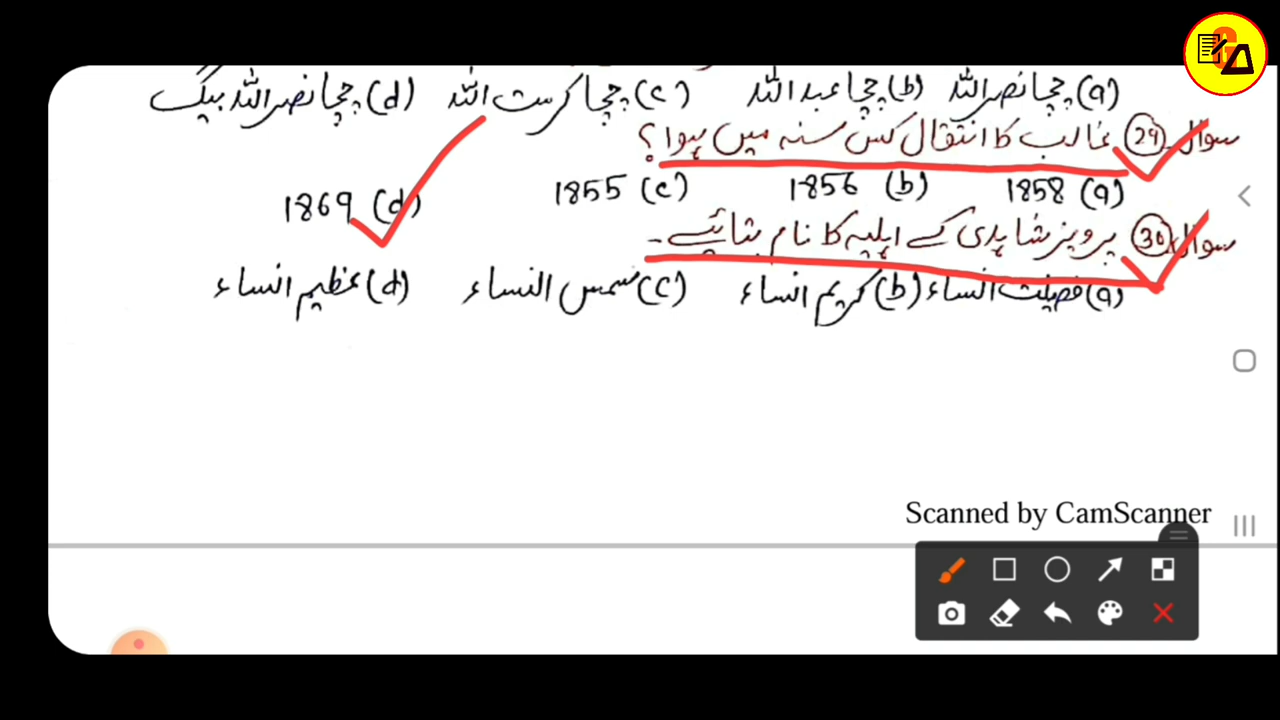 (a) چچا نصر اللہ (b) چچا عبد اللہ (c) چچا کرست اللہ (d) چچا نصر اللہ بیگ
سوال 29 غالب کا انتقال کس سنہ میں ہوا؟
(a) 1858 (b) 1856 (c) 1855 (d) 1869
سوال 30 پرویز شاہدی کے اہلیہ کا نام بتائیے۔
(a) فضیلت النساء (b) کریم انساء (c) شمس النساء (d) عظیم انساء
Scanned by CamScanner